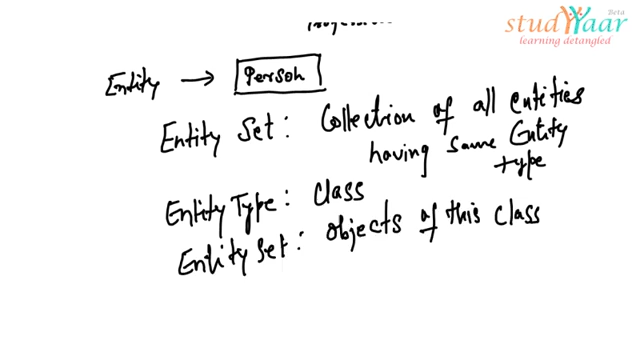 Beta
studYaar
learning detangled
Entity → Person
Entity Set: Collection of all entities
having same Entity
type
Entity Type: Class
Entity Set: Objects of this class